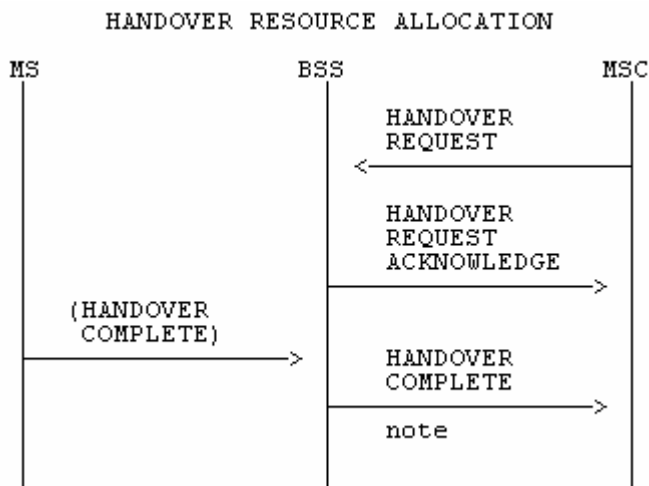 HANDOVER RESOURCE ALLOCATION
MS BSS MSC
HANDOVER
REQUEST
HANDOVER
REQUEST
ACKNOWLEDGE
(HANDOVER
COMPLETE)
HANDOVER
COMPLETE
note